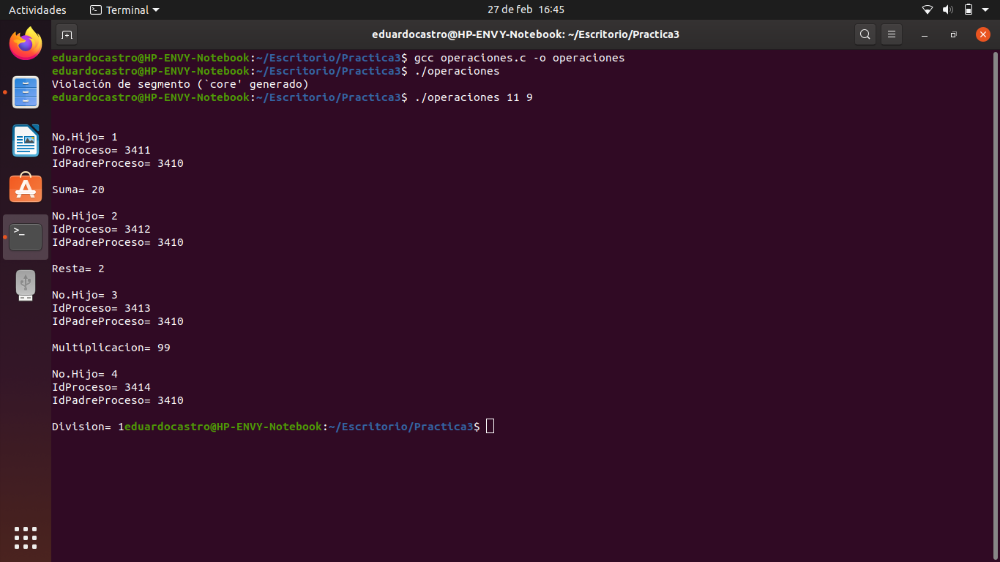 Actividades
Terminal
27 de feb 16:45
eduardocastro@HP-ENVY-Notebook: ~/Escritorio/Practica3
eduardocastro@HP-ENVY-Notebook:~/Escritorio/Practica3$ gcc operaciones.c -o operaciones
eduardocastro@HP-ENVY-Notebook:~/Escritorio/Practica3$ ./operaciones
Violación de segmento (`core' generado)
eduardocastro@HP-ENVY-Notebook:~/Escritorio/Practica3$ ./operaciones 11 9
No.Hijo= 1
IdProceso= 3411
IdPadreProceso= 3410
Suma= 20
No.Hijo= 2
IdProceso= 3412
IdPadreProceso= 3410
Resta= 2
No.Hijo= 3
IdProceso= 3413
IdPadreProceso= 3410
Multiplicacion= 99
No.Hijo= 4
IdProceso= 3414
IdPadreProceso= 3410
Division= 1eduardocastro@HP-ENVY-Notebook:~/Escritorio/Practica3$